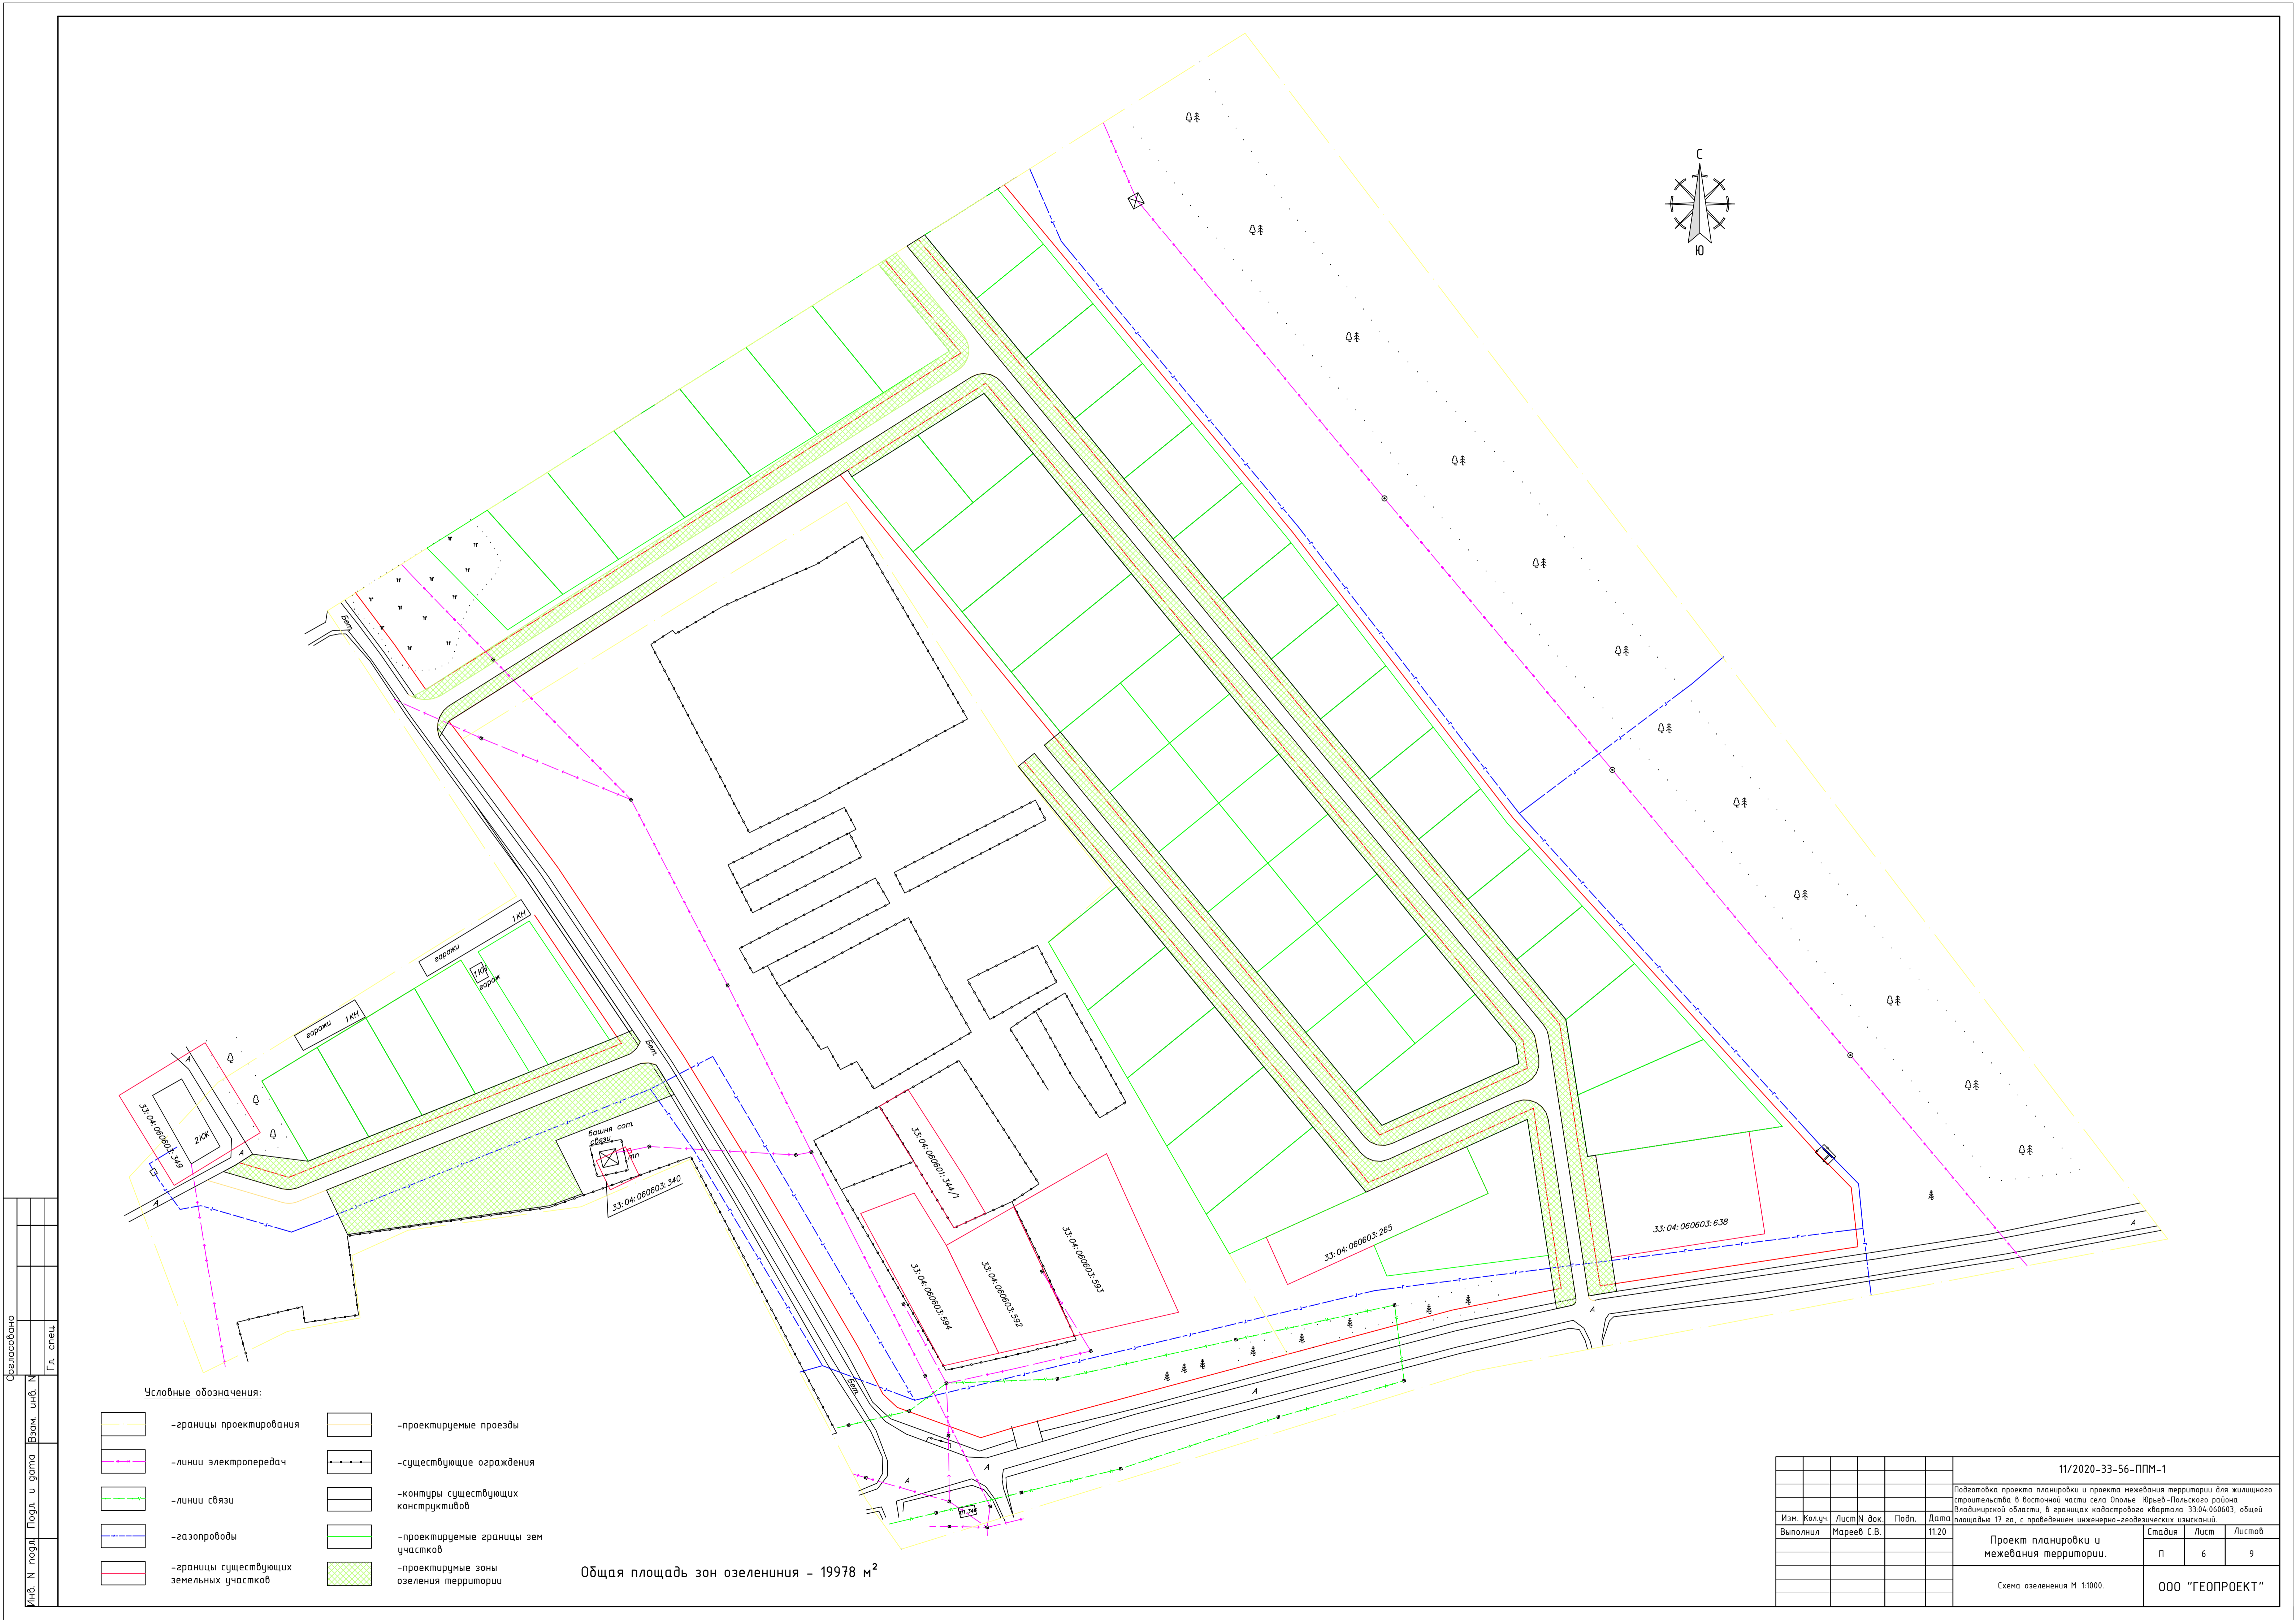 С
Ю
Бет.
гаражи
1КН
1КН
гараж
гаражи
1КН
А
33:04:060603:349
2КЖ
А
А
Бет.
башня сот.
связи
тп
33:04:060603:340
33:04:060601:344/1
33:04:060603:594
33:04:060603:592
33:04:060603:593
33:04:060603:265
33:04:060603:638
А
А
А
Бет.
А
А
Согласовано
Гл. спец.
Взам. инв. N
Подл. и дата
Инв. N подл.
Условные обозначения:
-границы проектирования
-линии электропередач
-линии связи
-газопроводы
-границы существующих
земельных участков
-проектируемые проезды
-существующие ограждения
-контуры существующих
конструктивов
-проектируемые границы зем
участков
-проектирумые зоны
озеления территории
Общая площадь зон озеленинія - 19978 м²
11/2020-33-56-ППМ-1
Подготовка проекта планировки и проекта межевания территории для жилищного
строительства в восточной части села Ополье Юрьев-Польского района
Владимирской области, в границах кадастрового квартала 33:04:060603, общей
площадью 17 га, с проведением инженерно-геодезических изысканий.
Изм. Кол.уч. Лист N док. Подп. Дата
Выполнил Мареев С.В. 11.20
Проект планировки и
межевания территории.
Стадия Лист Листов
П 6 9
Схема озеленения М 1:1000.
ООО "ГЕОПРОЕКТ"